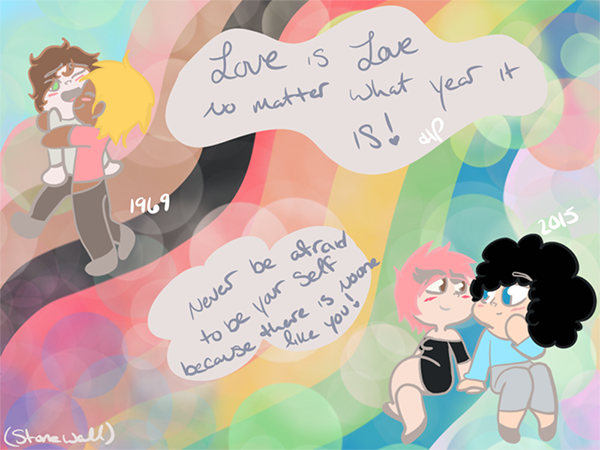 Love is Love
no matter what year it
IS!
1969
2015
Never be afraid
to be your self
because there is noone
like you!
(Stonewall)